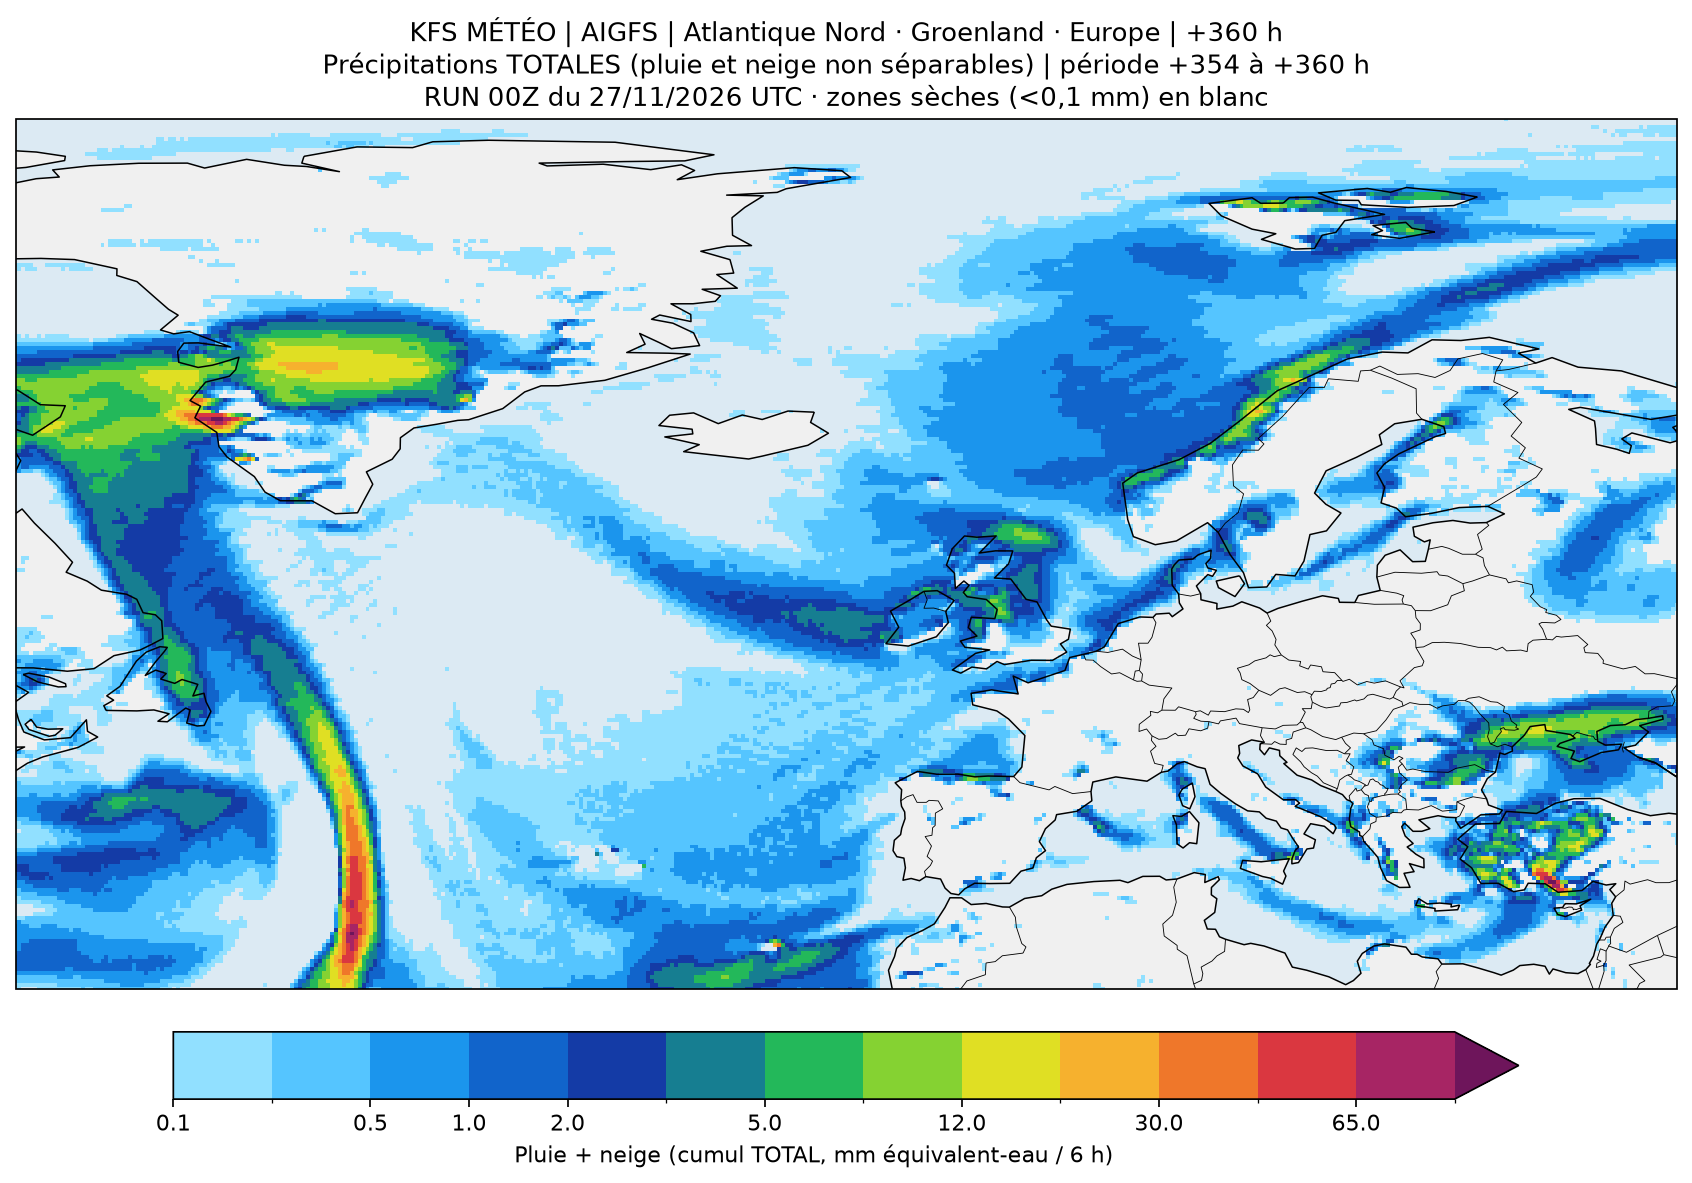 KFS MÉTÉO | AIGFS | Atlantique Nord · Groenland · Europe | +360 h
Précipitations TOTALES (pluie et neige non séparables) | période +354 à +360 h
RUN 00Z du 27/11/2026 UTC · zones sèches (<0,1 mm) en blanc
0.1 0.5 1.0 2.0 5.0 12.0 30.0 65.0
Pluie + neige (cumul TOTAL, mm équivalent-eau / 6 h)